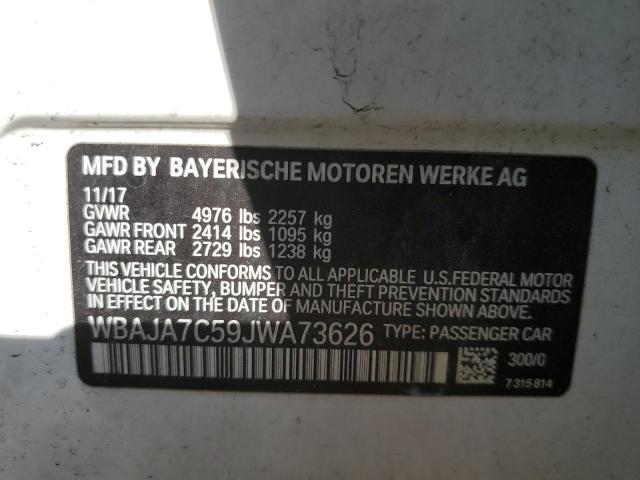 MFD BY BAYERISCHE MOTOREN WERKE AG
11/17
GVWR 4976 lbs 2257 kg
GAWR FRONT 2414 lbs 1095 kg
GAWR REAR 2729 lbs 1238 kg
THIS VEHICLE CONFORMS TO ALL APPLICABLE U.S.FEDERAL MOTOR
VEHICLE SAFETY, BUMPER AND THEFT PREVENTION STANDARDS IN
EFFECT ON THE DATE OF MANUFACTURE SHOWN ABOVE.
WBAJA7C59JWA73626 TYPE: PASSENGER CAR
300/0
7 315 814